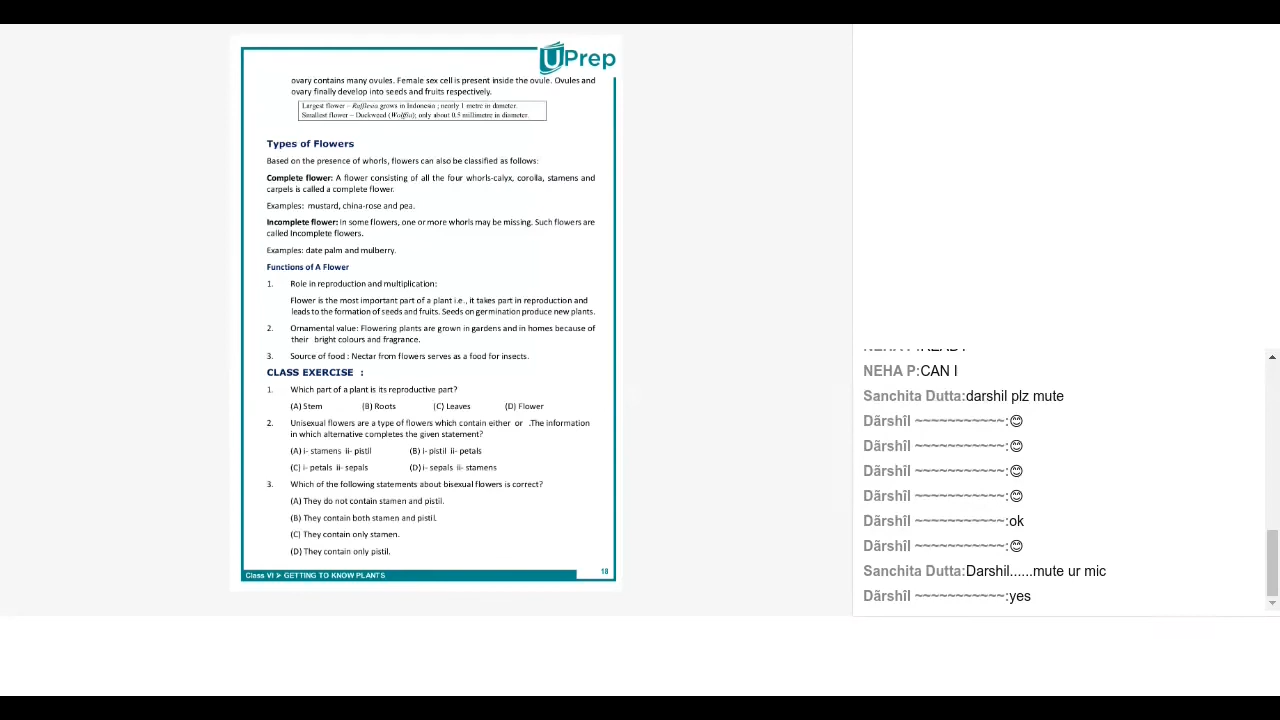 UPrep
ovary contains many ovules. Female sex cell is present inside the ovule. Ovules and
ovary finally develop into seeds and fruits respectively.
Largest flower – Rafflewa grows in Indonesia ; nearly 1 metre in dameter.
Smallest flower – Duckweed (Wolffia); only about 0.5 millimetre in diameter.
Types of Flowers
Based on the presence of whorls, flowers can also be classified as follows:
Complete flower: A flower consisting of all the four whorls-calyx, corolla, stamens and
carpels is called a complete flower.
Examples: mustard, china-rose and pea.
Incomplete flower: In some flowers, one or more whorls may be missing. Such flowers are
called Incomplete flowers.
Examples: date palm and mulberry.
Functions of A Flower
1. Role in reproduction and multiplication:
Flower is the most important part of a plant i.e., it takes part in reproduction and
leads to the formation of seeds and fruits. Seeds on germination produce new plants.
2. Ornamental value: Flowering plants are grown in gardens and in homes because of
their bright colours and fragrance.
3. Source of food : Nectar from flowers serves as a food for insects.
CLASS EXERCISE :
1. Which part of a plant is its reproductive part?
(A) Stem (B) Roots (C) Leaves (D) Flower
2. Unisexual flowers are a type of flowers which contain either or .The information
in which alternative completes the given statement?
(A) i- stamens ii- pistil (B) i- pistil ii- petals
(C) i- petals ii- sepals (D) i- sepals ii- stamens
3. Which of the following statements about bisexual flowers is correct?
(A) They do not contain stamen and pistil.
(B) They contain both stamen and pistil.
(C) They contain only stamen.
(D) They contain only pistil.
Class VI ➢ GETTING TO KNOW PLANTS 18
NEHA P:CAN I
Sanchita Dutta:darshil plz mute
Dãrshîl ~~~~~~~~~~~:😊
Dãrshîl ~~~~~~~~~~~:😊
Dãrshîl ~~~~~~~~~~~:😊
Dãrshîl ~~~~~~~~~~~:😊
Dãrshîl ~~~~~~~~~~~:ok
Dãrshîl ~~~~~~~~~~~:😊
Sanchita Dutta:Darshil......mute ur mic
Dãrshîl ~~~~~~~~~~~:yes